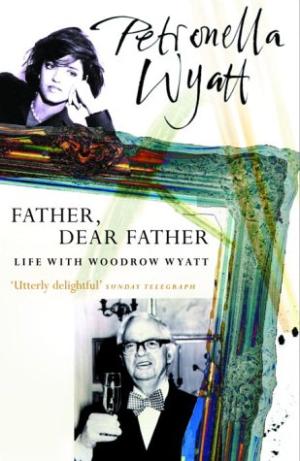 Petronella
Wyatt
FATHER,
DEAR FATHER
LIFE WITH WOODROW WYATT
‘Utterly delightful’ SUNDAY TELEGRAPH